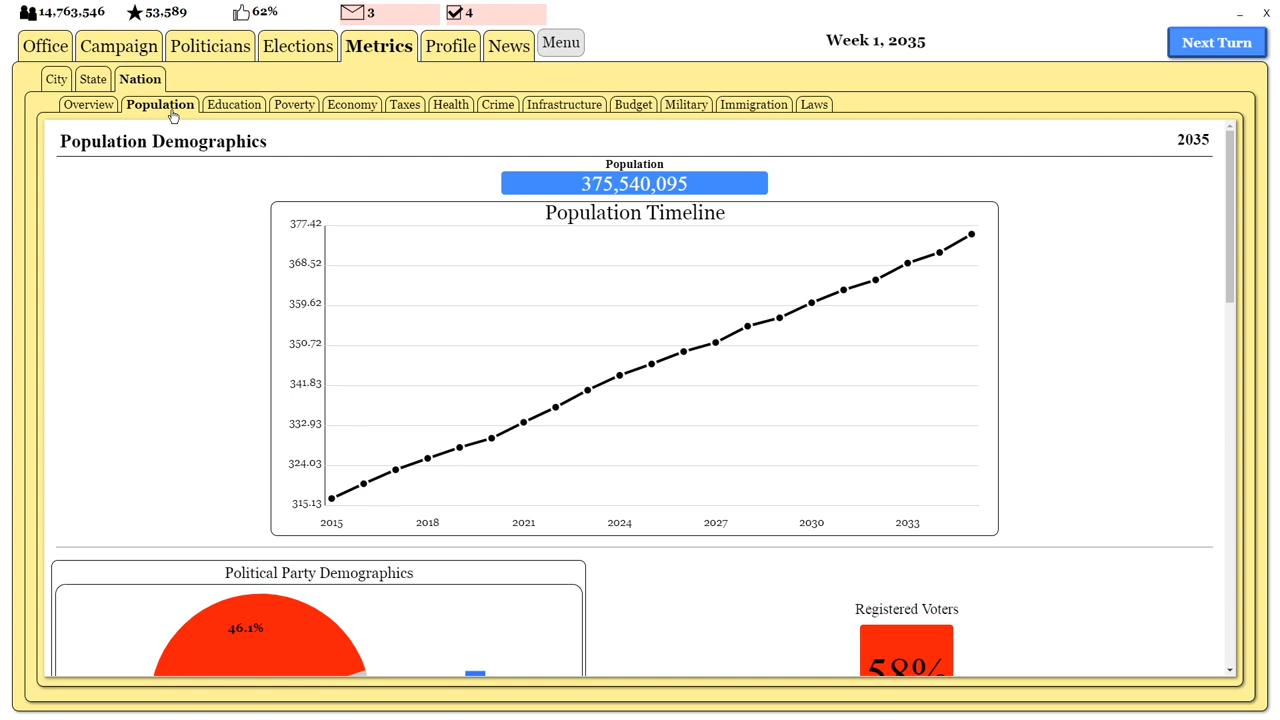 14,763,546 53,589 62% 3 4
_ X
Office Campaign Politicians Elections Metrics Profile News Menu Week 1, 2035 Next Turn
City State Nation
Overview Population Education Poverty Economy Taxes Health Crime Infrastructure Budget Military Immigration Laws
Population Demographics 2035
Population
375,540,095
Population Timeline
377.42
368.52
359.62
350.72
341.83
332.93
324.03
315.13
2015 2018 2021 2024 2027 2030 2033
Political Party Demographics
46.1%
Registered Voters
58%